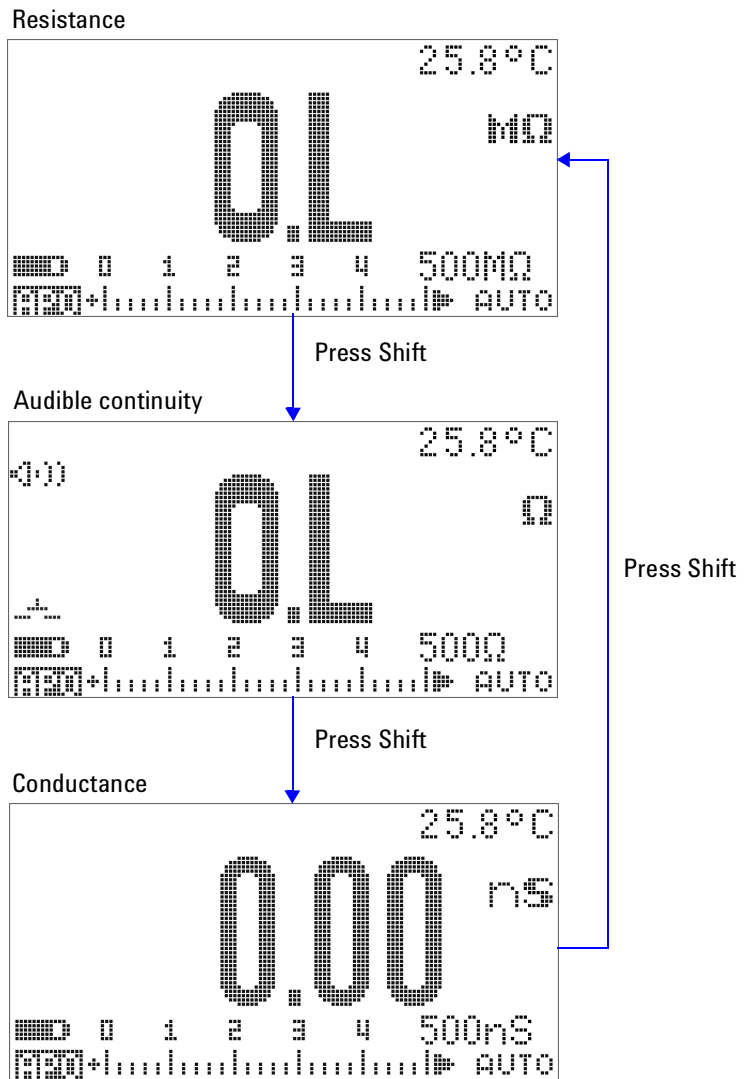 Resistance
25.8°C
MΩ
O.L
0 1 2 3 4 500MΩ
AUTO
Press Shift
Audible continuity
25.8°C
Ω
O.L
0 1 2 3 4 500Ω
AUTO
Press Shift
Press Shift
Conductance
25.8°C
nS
0.00
0 1 2 3 4 500nS
AUTO